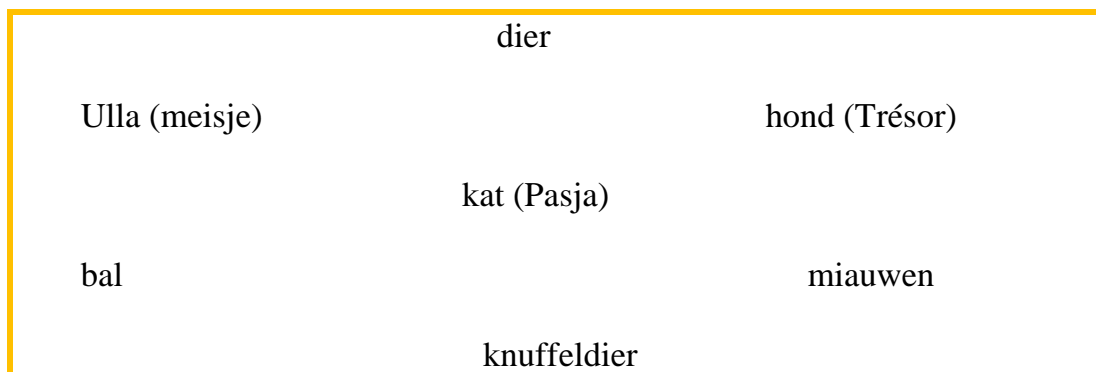 dier
Ulla (meisje) hond (Trésor)
kat (Pasja)
bal miauwen
knuffeldier